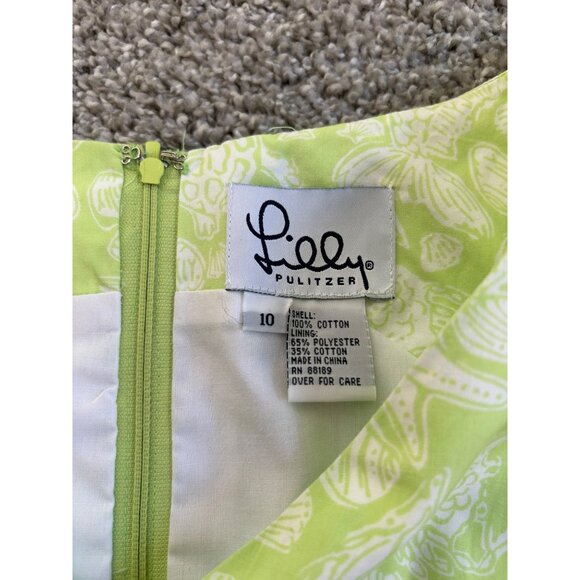 Lilly®
PULITZER
10
SHELL:
100% COTTON
LINING:
65% POLYESTER
35% COTTON
MADE IN CHINA
RN 88189
OVER FOR CARE